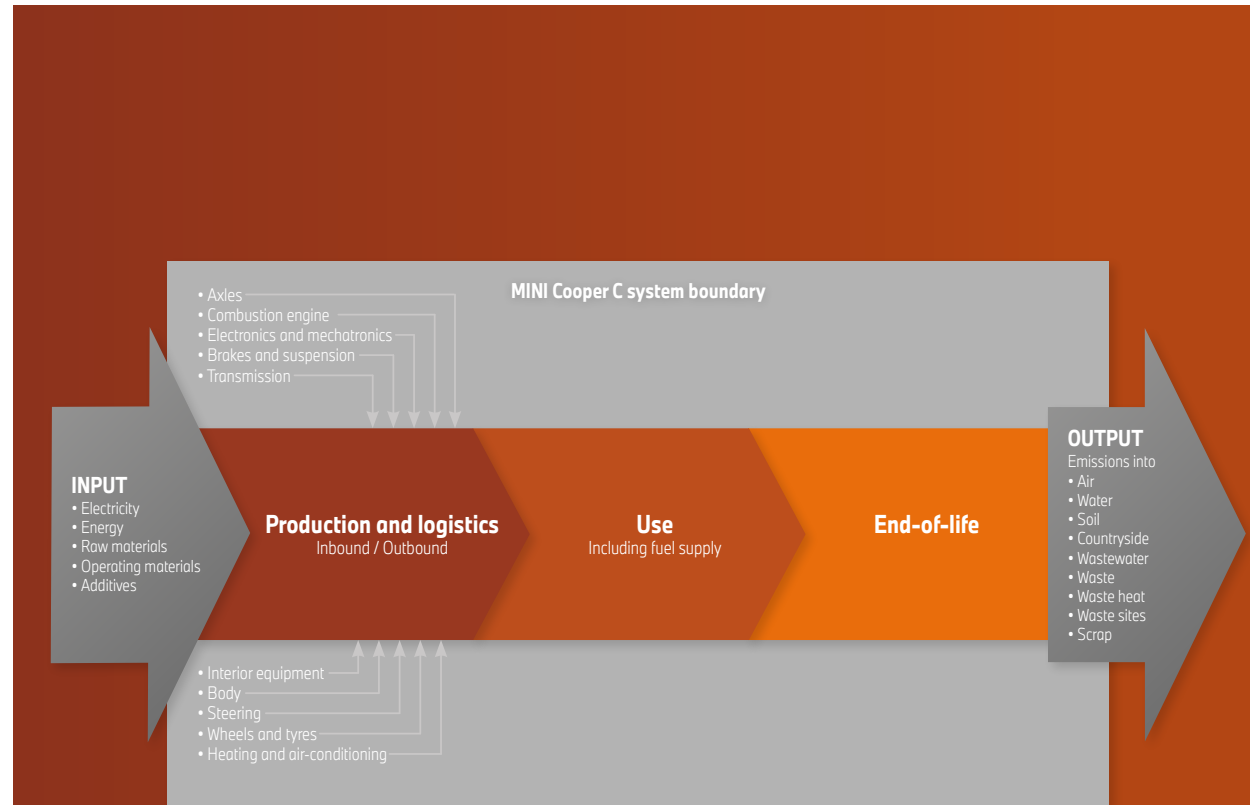 MINI Cooper C system boundary
• Axles
• Combustion engine
• Electronics and mechatronics
• Brakes and suspension
• Transmission
INPUT
• Electricity
• Energy
• Raw materials
• Operating materials
• Additives
Production and logistics
Inbound / Outbound
Use
Including fuel supply
End-of-life
OUTPUT
Emissions into
• Air
• Water
• Soil
• Countryside
• Wastewater
• Waste
• Waste heat
• Waste sites
• Scrap
• Interior equipment
• Body
• Steering
• Wheels and tyres
• Heating and air-conditioning